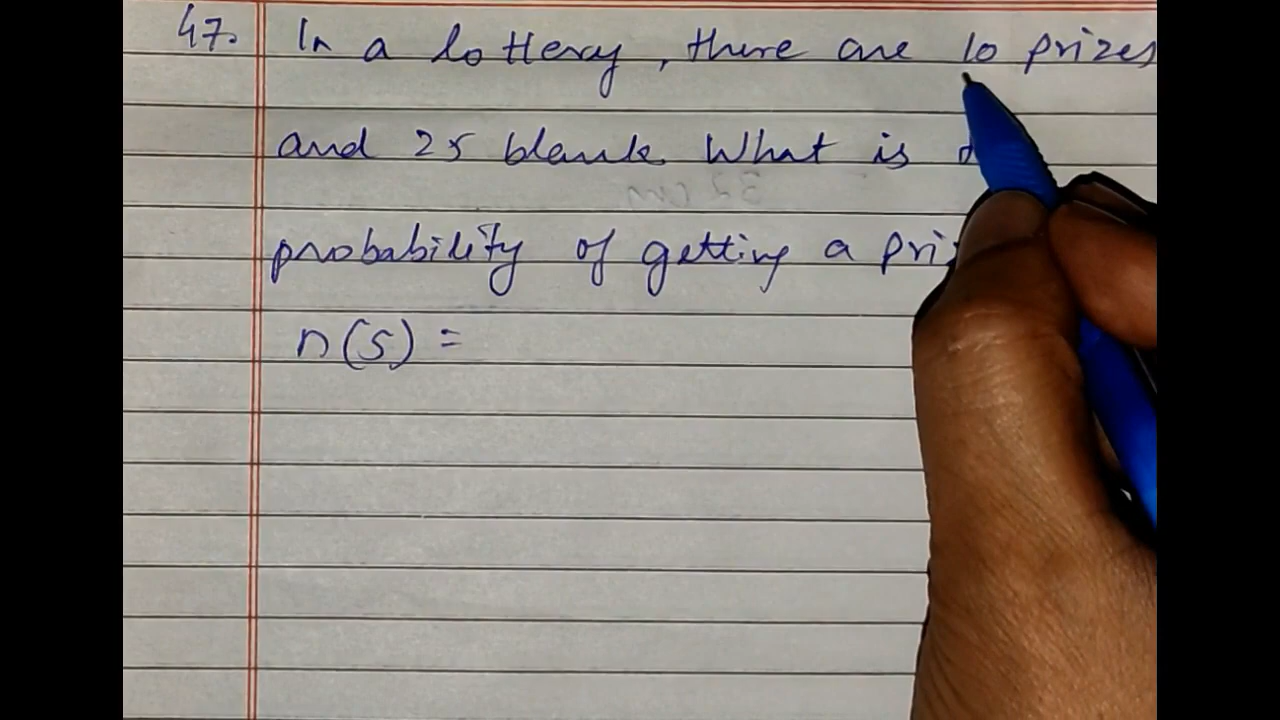 47. In a lottery, there are 10 prizes
and 25 blank. What is
probability of getting a
n(s) =